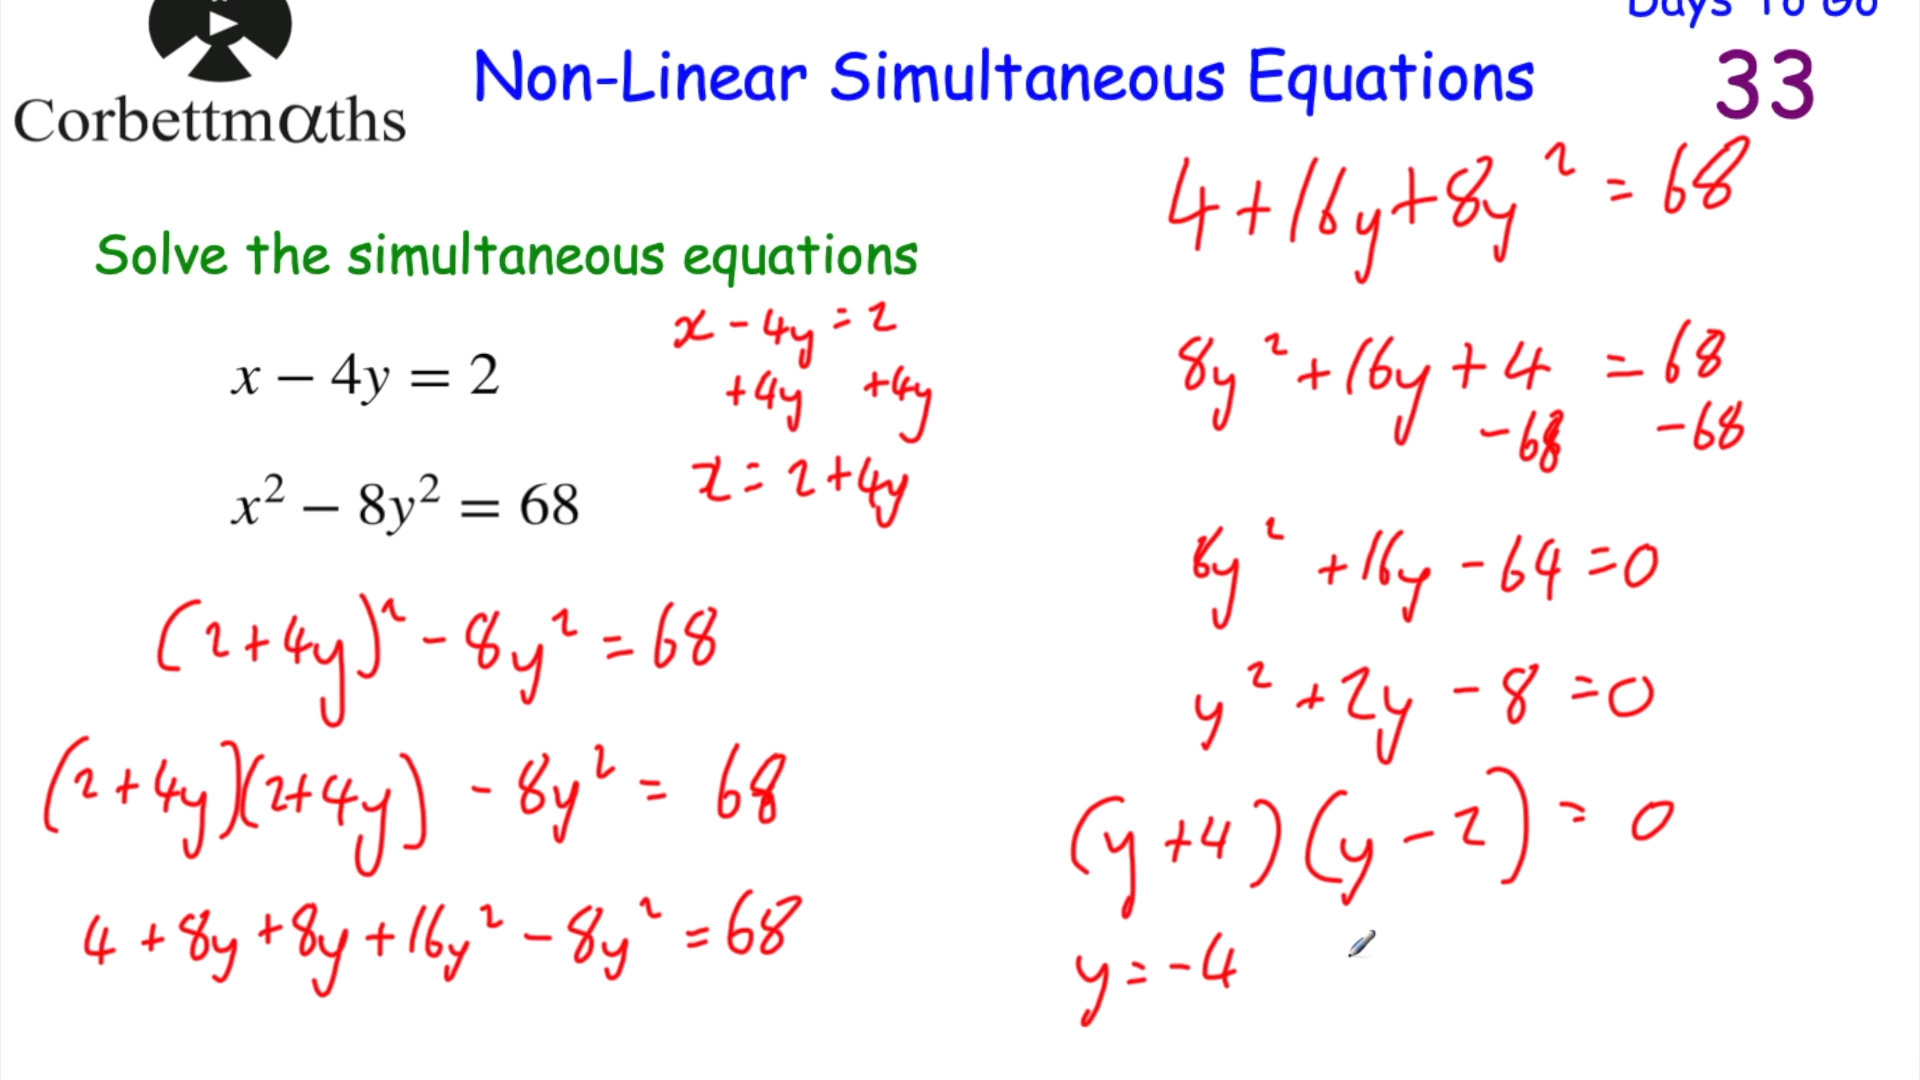 Days To Go
Corbettmαths
Non-Linear Simultaneous Equations
33
Solve the simultaneous equations
x − 4y = 2
x² − 8y² = 68
x - 4y = 2
+4y +4y
x = 2+4y
(2+4y)² - 8y² = 68
(2+4y)(2+4y) - 8y² = 68
4 + 8y + 8y + 16y² - 8y² = 68
4+16y+8y² = 68
8y² + 16y + 4 = 68
-68 -68
8y² + 16y - 64 = 0
y² + 2y - 8 = 0
(y+4)(y-2) = 0
y = -4